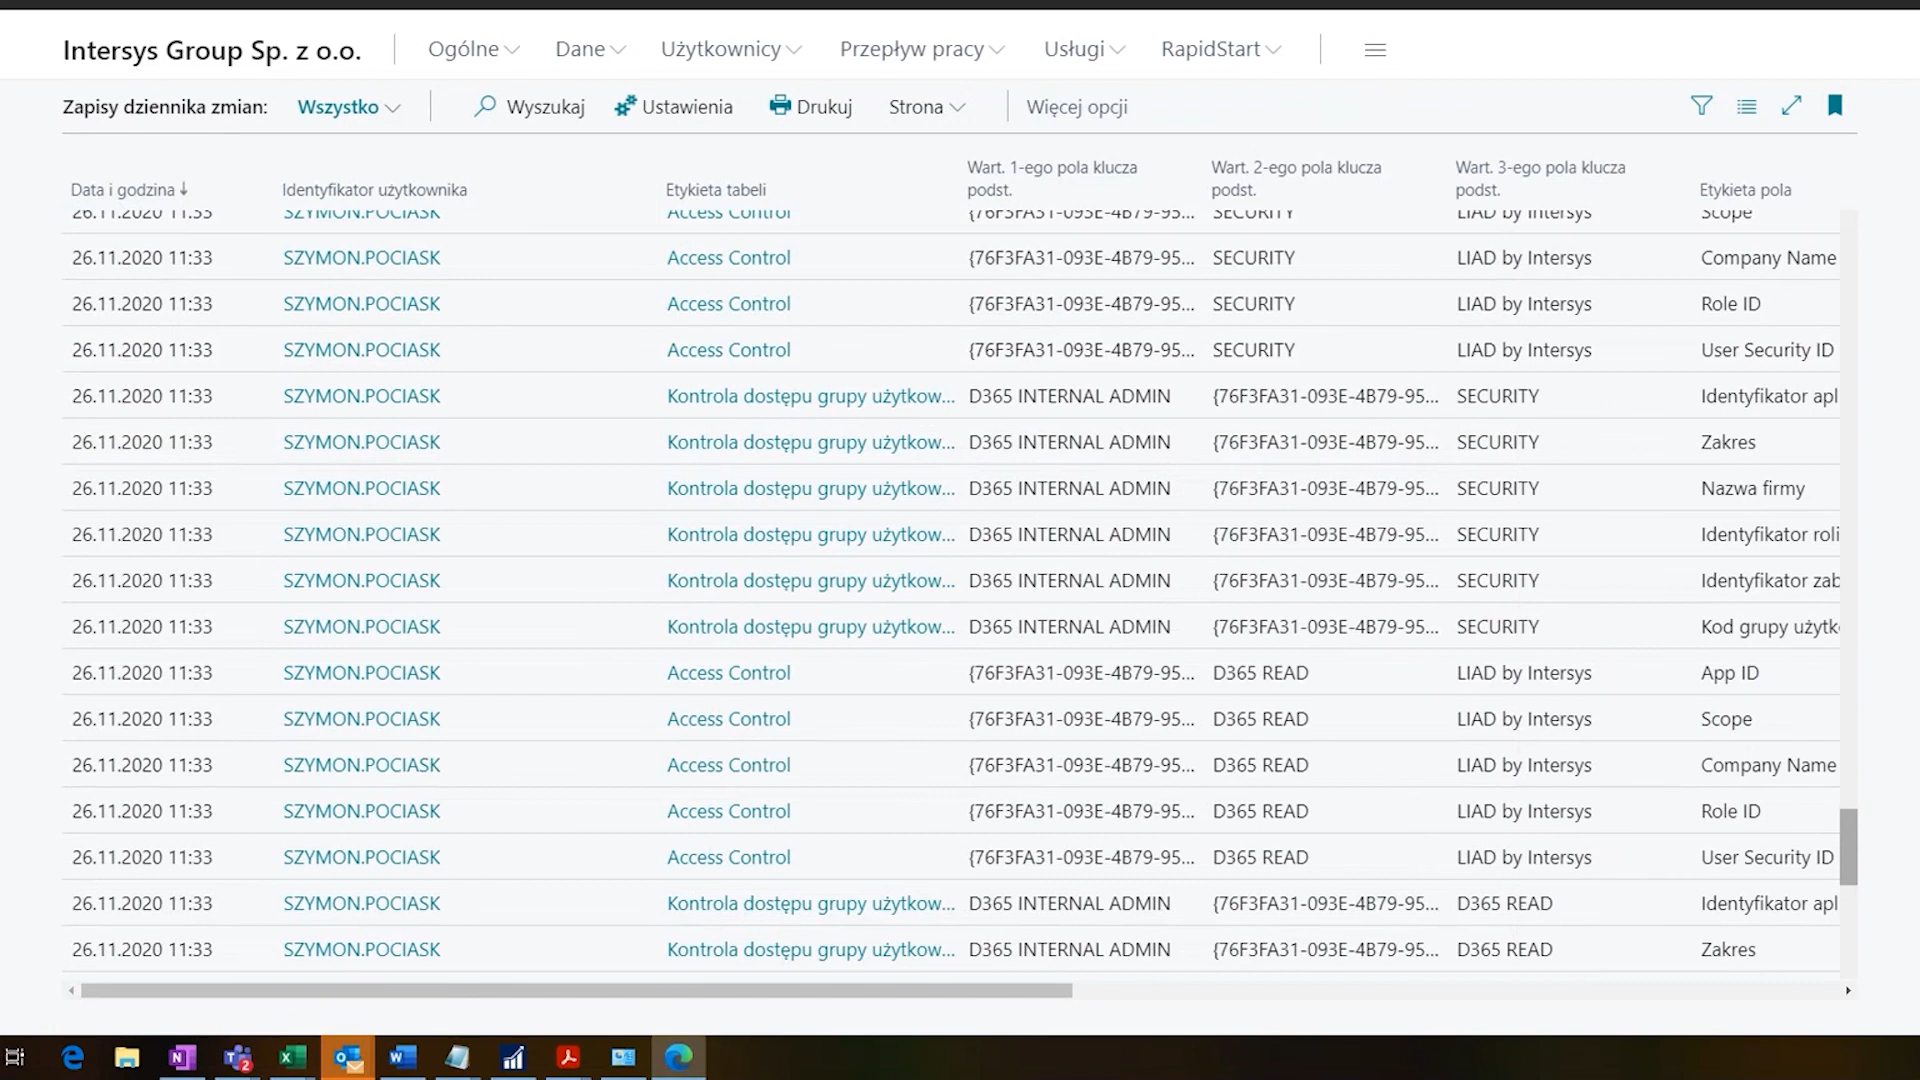 Intersys Group Sp. z o.o. Ogólne Dane Użytkownicy Przepływ pracy Usługi RapidStart
Zapisy dziennika zmian: Wszystko Wyszukaj Ustawienia Drukuj Strona Więcej opcji
Data i godzina Identyfikator użytkownika Etykieta tabeli Wart. 1-ego pola klucza podst. Wart. 2-ego pola klucza podst. Wart. 3-ego pola klucza podst. Etykieta pola
26.11.2020 11:33 SZYMON.POCIASK Access Control {76F3FA31-093E-4B79-95... SECURITY LIAD by Intersys Scope
26.11.2020 11:33 SZYMON.POCIASK Access Control {76F3FA31-093E-4B79-95... SECURITY LIAD by Intersys Company Name
26.11.2020 11:33 SZYMON.POCIASK Access Control {76F3FA31-093E-4B79-95... SECURITY LIAD by Intersys Role ID
26.11.2020 11:33 SZYMON.POCIASK Access Control {76F3FA31-093E-4B79-95... SECURITY LIAD by Intersys User Security ID
26.11.2020 11:33 SZYMON.POCIASK Kontrola dostępu grupy użytkow... D365 INTERNAL ADMIN {76F3FA31-093E-4B79-95... SECURITY Identyfikator apl
26.11.2020 11:33 SZYMON.POCIASK Kontrola dostępu grupy użytkow... D365 INTERNAL ADMIN {76F3FA31-093E-4B79-95... SECURITY Zakres
26.11.2020 11:33 SZYMON.POCIASK Kontrola dostępu grupy użytkow... D365 INTERNAL ADMIN {76F3FA31-093E-4B79-95... SECURITY Nazwa firmy
26.11.2020 11:33 SZYMON.POCIASK Kontrola dostępu grupy użytkow... D365 INTERNAL ADMIN {76F3FA31-093E-4B79-95... SECURITY Identyfikator roli
26.11.2020 11:33 SZYMON.POCIASK Kontrola dostępu grupy użytkow... D365 INTERNAL ADMIN {76F3FA31-093E-4B79-95... SECURITY Identyfikator zab
26.11.2020 11:33 SZYMON.POCIASK Kontrola dostępu grupy użytkow... D365 INTERNAL ADMIN {76F3FA31-093E-4B79-95... SECURITY Kod grupy użytk
26.11.2020 11:33 SZYMON.POCIASK Access Control {76F3FA31-093E-4B79-95... D365 READ LIAD by Intersys App ID
26.11.2020 11:33 SZYMON.POCIASK Access Control {76F3FA31-093E-4B79-95... D365 READ LIAD by Intersys Scope
26.11.2020 11:33 SZYMON.POCIASK Access Control {76F3FA31-093E-4B79-95... D365 READ LIAD by Intersys Company Name
26.11.2020 11:33 SZYMON.POCIASK Access Control {76F3FA31-093E-4B79-95... D365 READ LIAD by Intersys Role ID
26.11.2020 11:33 SZYMON.POCIASK Access Control {76F3FA31-093E-4B79-95... D365 READ LIAD by Intersys User Security ID
26.11.2020 11:33 SZYMON.POCIASK Kontrola dostępu grupy użytkow... D365 INTERNAL ADMIN {76F3FA31-093E-4B79-95... D365 READ Identyfikator apl
26.11.2020 11:33 SZYMON.POCIASK Kontrola dostępu grupy użytkow... D365 INTERNAL ADMIN {76F3FA31-093E-4B79-95... D365 READ Zakres